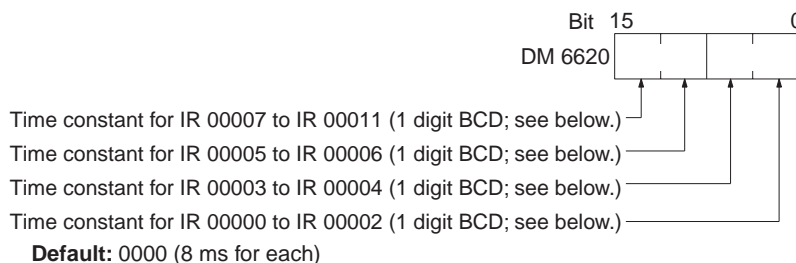 Bit 15 0
DM 6620
Time constant for IR 00007 to IR 00011 (1 digit BCD; see below.)
Time constant for IR 00005 to IR 00006 (1 digit BCD; see below.)
Time constant for IR 00003 to IR 00004 (1 digit BCD; see below.)
Time constant for IR 00000 to IR 00002 (1 digit BCD; see below.)
Default: 0000 (8 ms for each)